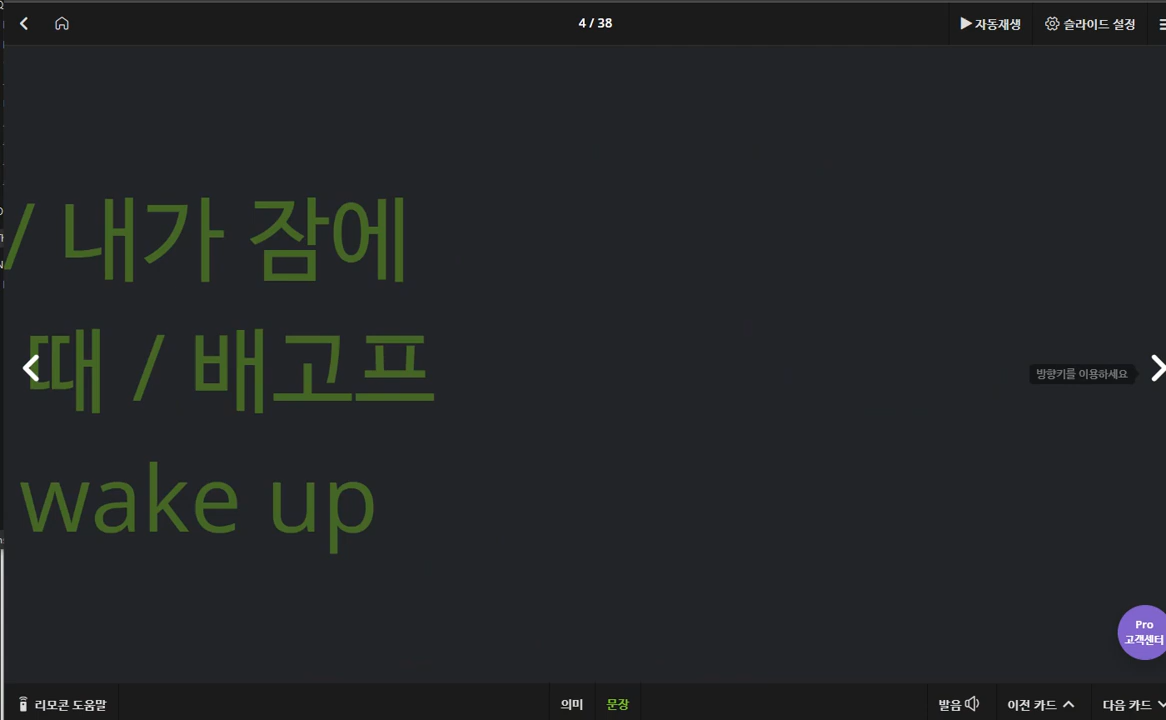 4 / 38
자동재생
슬라이드 설정
/ 내가 잠에
때 / 배고프
wake up
방향키를 이용하세요
Pro
고객센터
리모콘 도움말
의미
문장
발음
이전 카드
다음 카드